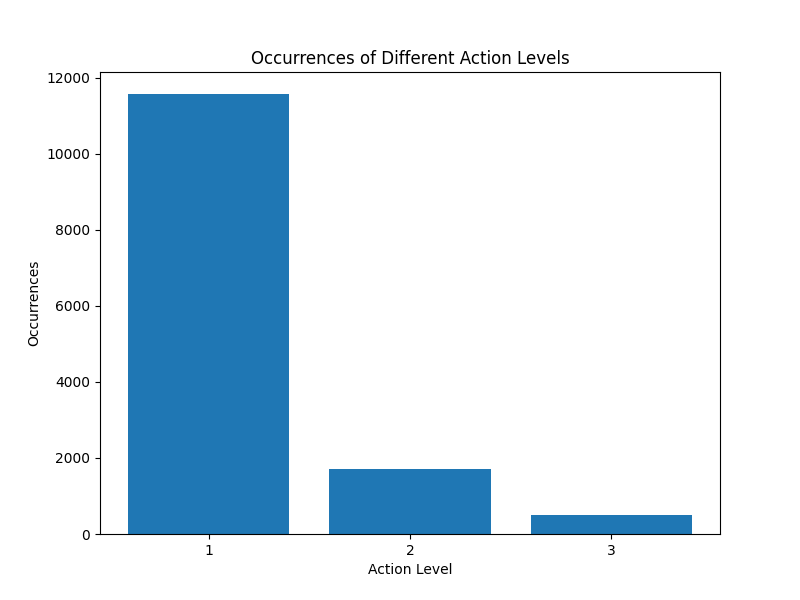 Occurrences of Different Action Levels
12000
10000
8000
6000
4000
2000
0
Occurrences
1 2 3
Action Level